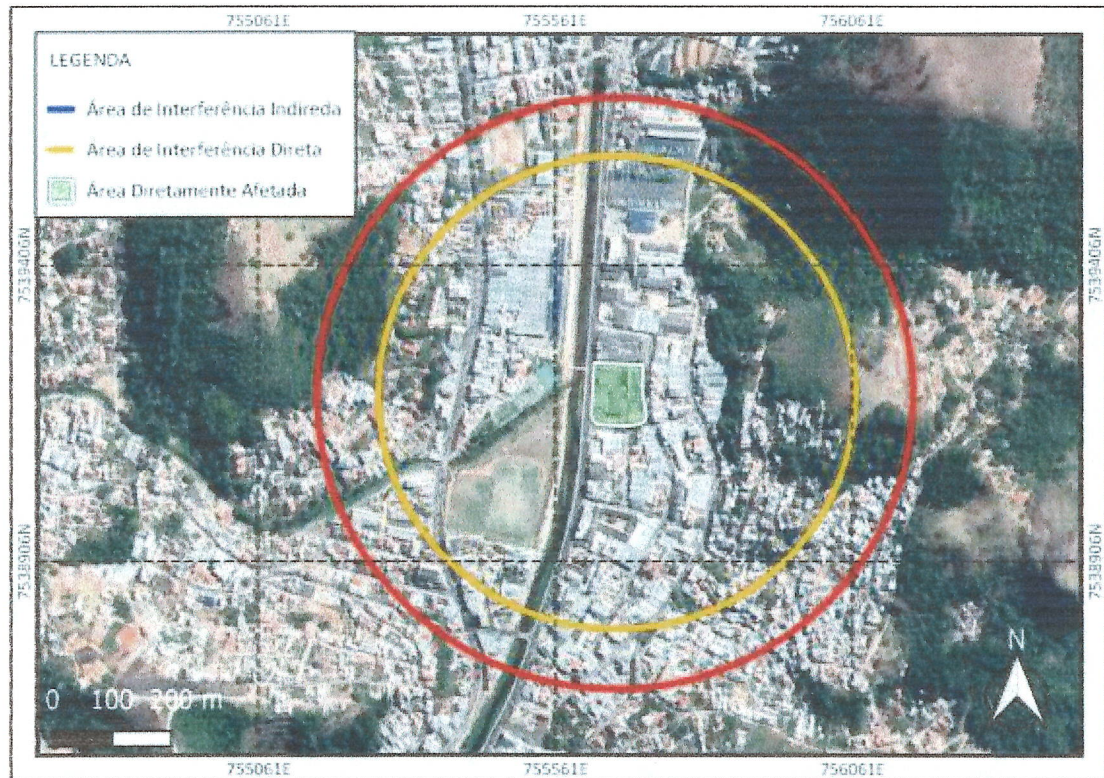 755061E 755561E 756061E
LEGENDA
Área de Interferência Indireda
Área de Interferência Direta
Área Diretamente Afetada
7539406N 7539406N
7538906N 7538906N
N
0 100 200 m
755061E 755561E 756061E